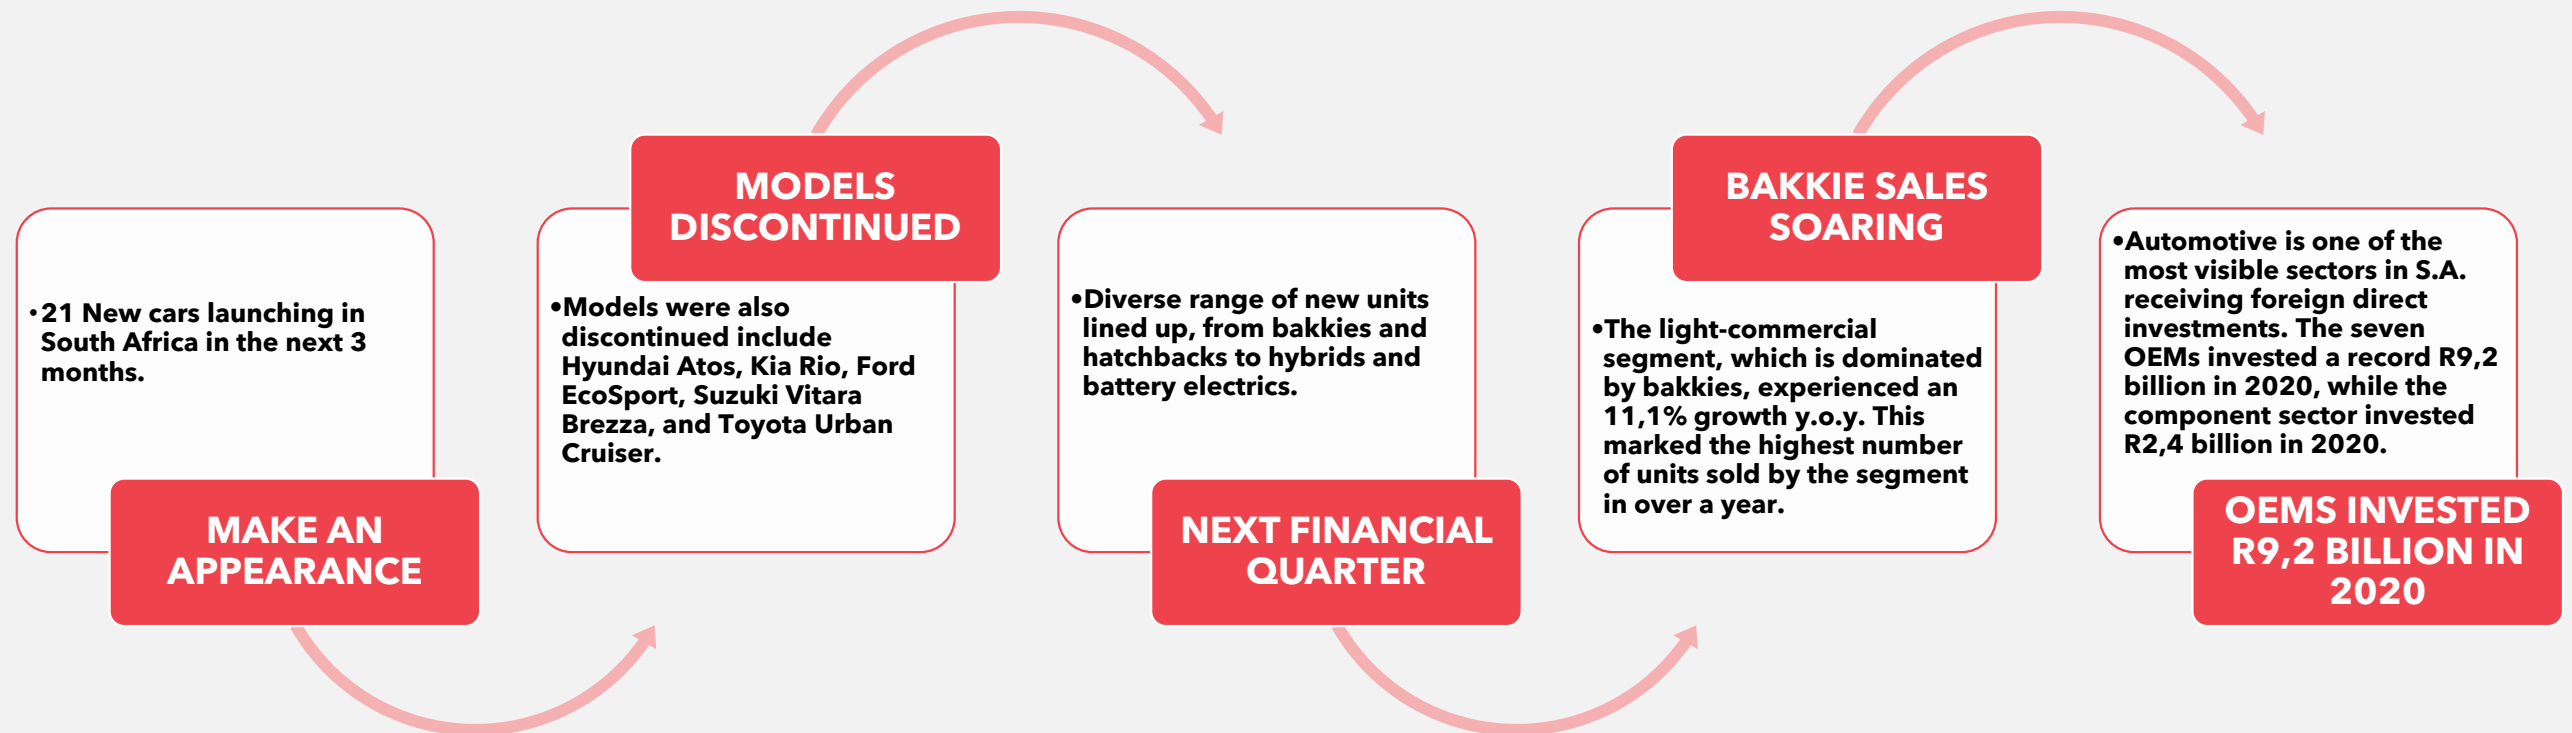 • 21 New cars launching in
South Africa in the next 3
months.
MAKE AN
APPEARANCE
MODELS
DISCONTINUED
•Models were also
discontinued include
Hyundai Atos, Kia Rio, Ford
EcoSport, Suzuki Vitara
Brezza, and Toyota Urban
Cruiser.
•Diverse range of new units
lined up, from bakkies and
hatchbacks to hybrids and
battery electrics.
NEXT FINANCIAL
QUARTER
BAKKIE SALES
SOARING
•The light-commercial
segment, which is dominated
by bakkies, experienced an
11,1% growth y.o.y. This
marked the highest number
of units sold by the segment
in over a year.
•Automotive is one of the
most visible sectors in S.A.
receiving foreign direct
investments. The seven
OEMs invested a record R9,2
billion in 2020, while the
component sector invested
R2,4 billion in 2020.
OEMS INVESTED
R9,2 BILLION IN
2020